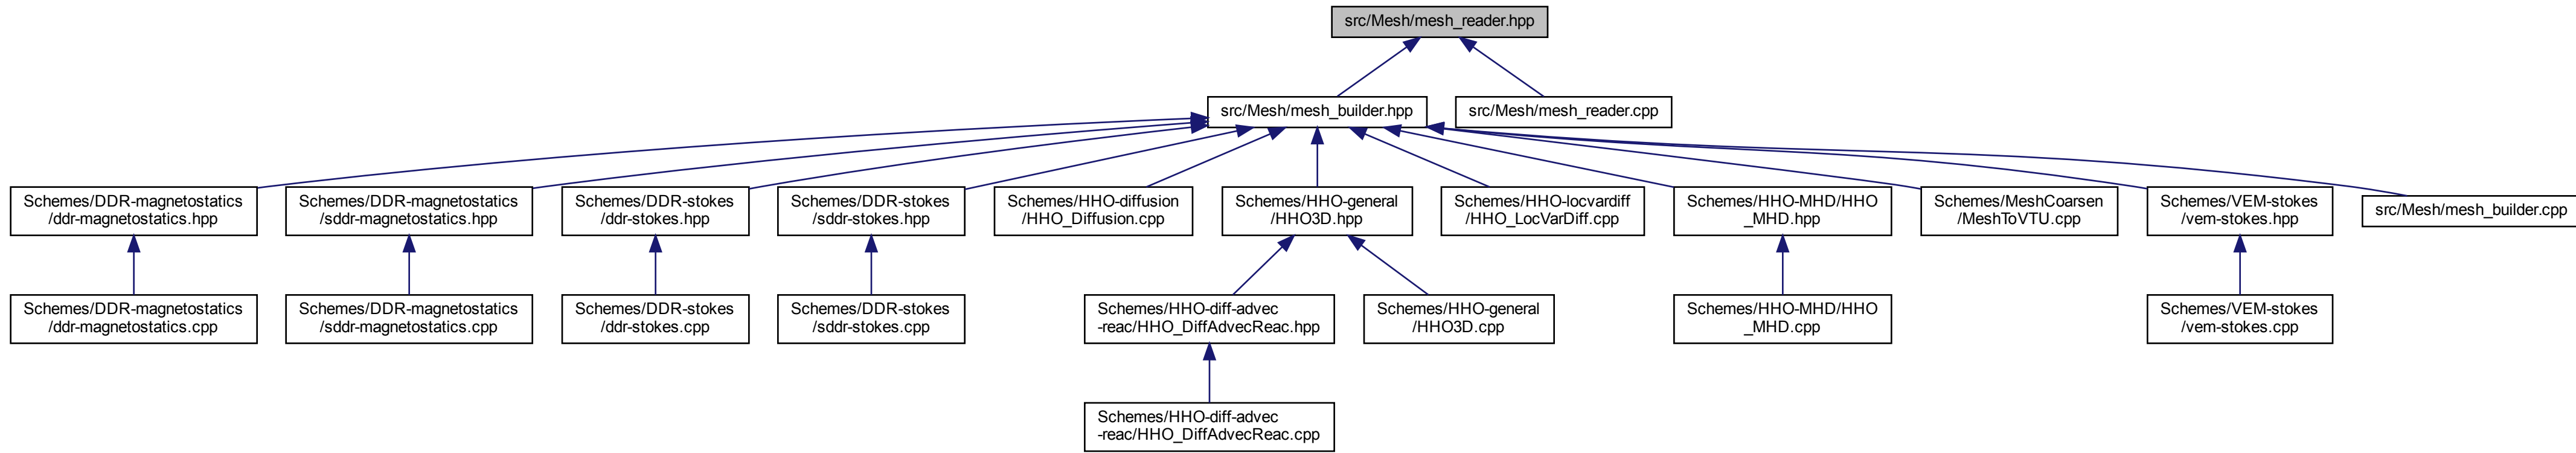 src/Mesh/mesh_reader.hpp
src/Mesh/mesh_builder.hpp
src/Mesh/mesh_reader.cpp
Schemes/DDR-magnetostatics
/ddr-magnetostatics.hpp
Schemes/DDR-magnetostatics
/sddr-magnetostatics.hpp
Schemes/DDR-stokes
/ddr-stokes.hpp
Schemes/DDR-stokes
/sddr-stokes.hpp
Schemes/HHO-diffusion
/HHO_Diffusion.cpp
Schemes/HHO-general
/HHO3D.hpp
Schemes/HHO-locvardiff
/HHO_LocVarDiff.cpp
Schemes/HHO-MHD/HHO
_MHD.hpp
Schemes/MeshCoarsen
/MeshToVTU.cpp
Schemes/VEM-stokes
/vem-stokes.hpp
src/Mesh/mesh_builder.cpp
Schemes/DDR-magnetostatics
/ddr-magnetostatics.cpp
Schemes/DDR-magnetostatics
/sddr-magnetostatics.cpp
Schemes/DDR-stokes
/ddr-stokes.cpp
Schemes/DDR-stokes
/sddr-stokes.cpp
Schemes/HHO-diff-advec
-reac/HHO_DiffAdvecReac.hpp
Schemes/HHO-general
/HHO3D.cpp
Schemes/HHO-MHD/HHO
_MHD.cpp
Schemes/VEM-stokes
/vem-stokes.cpp
Schemes/HHO-diff-advec
-reac/HHO_DiffAdvecReac.cpp